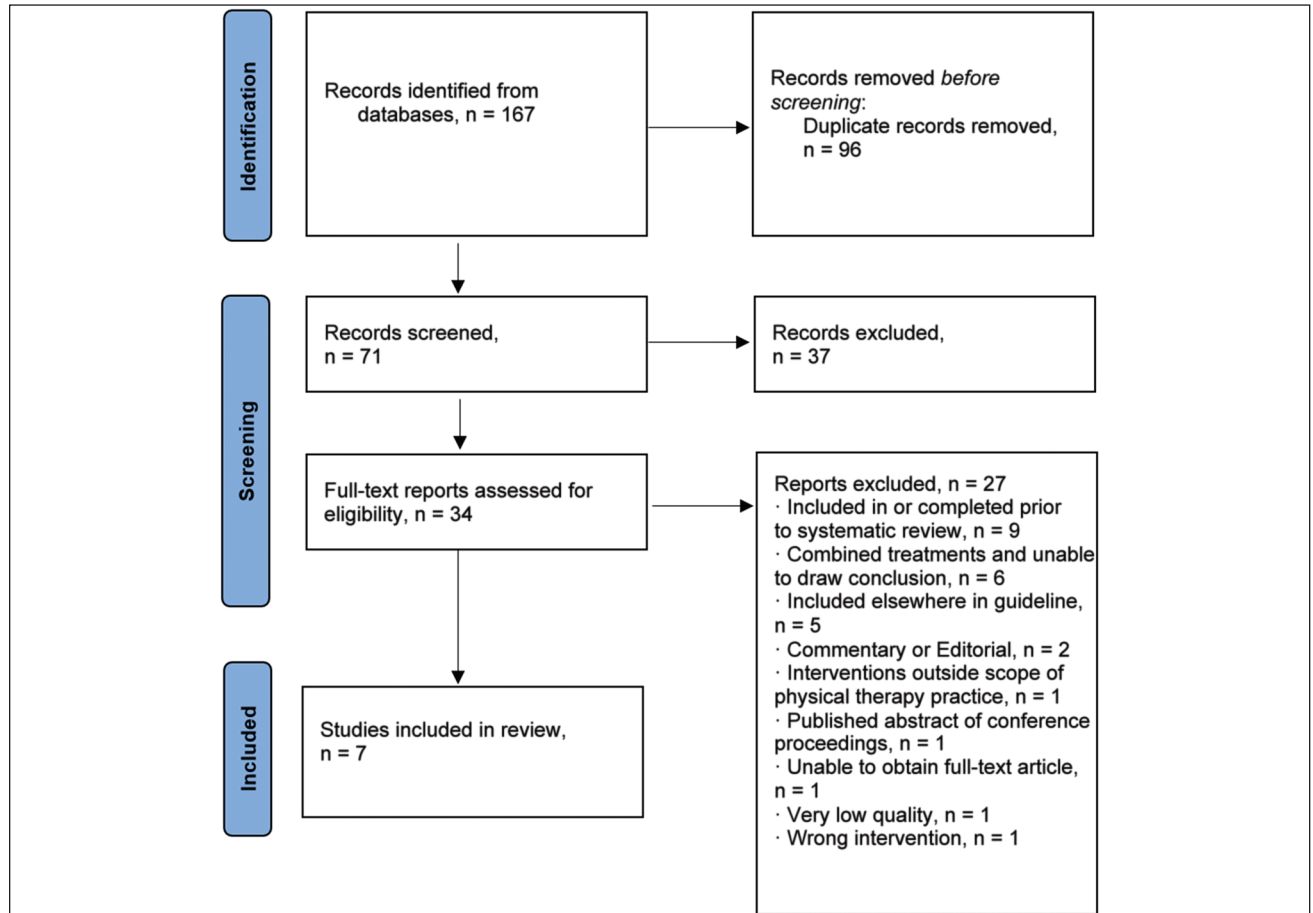 Identification
Records identified from
databases, n = 167
Records removed before
screening:
Duplicate records removed,
n = 96
Screening
Records screened,
n = 71
Records excluded,
n = 37
Full-text reports assessed for
eligibility, n = 34
Reports excluded, n = 27
· Included in or completed prior
to systematic review, n = 9
· Combined treatments and unable
to draw conclusion, n = 6
· Included elsewhere in guideline,
n = 5
· Commentary or Editorial, n = 2
· Interventions outside scope of
physical therapy practice, n = 1
· Published abstract of conference
proceedings, n = 1
· Unable to obtain full-text article,
n = 1
· Very low quality, n = 1
· Wrong intervention, n = 1
Included
Studies included in review,
n = 7